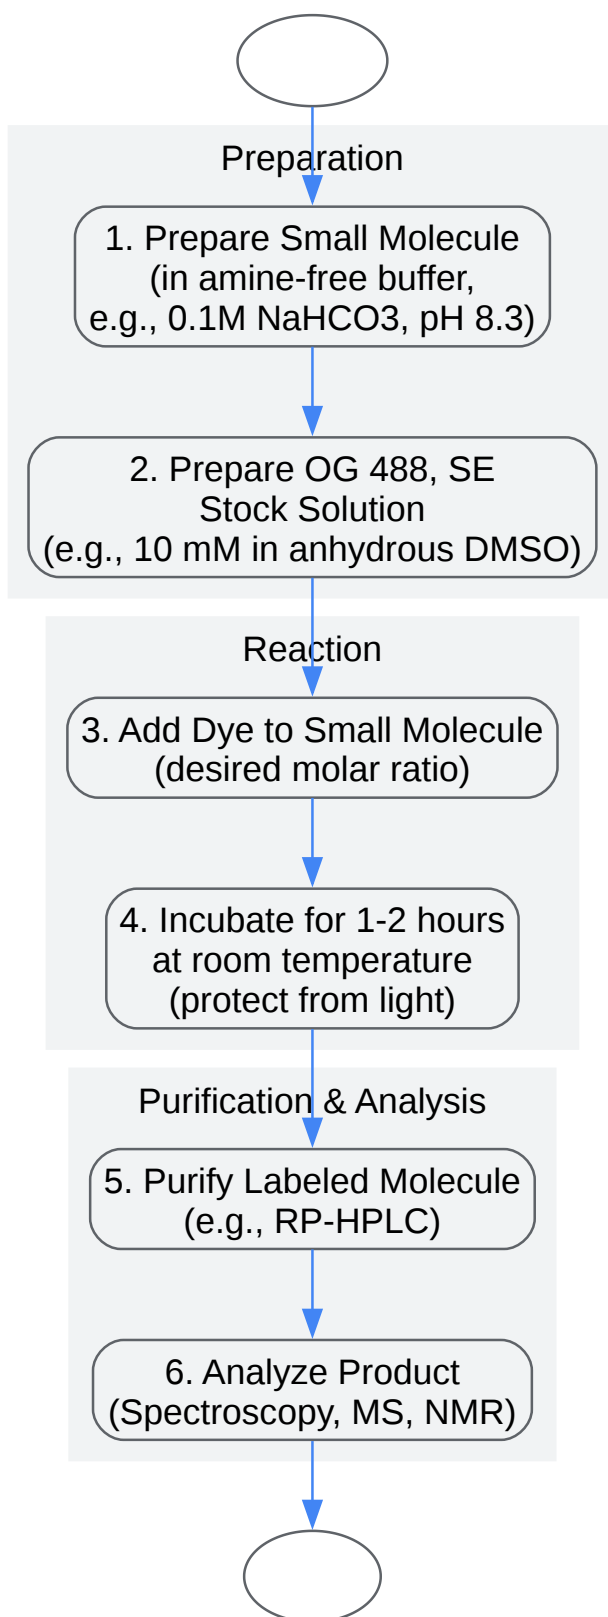 Preparation
1. Prepare Small Molecule
(in amine-free buffer,
e.g., 0.1M NaHCO3, pH 8.3)
2. Prepare OG 488, SE
Stock Solution
(e.g., 10 mM in anhydrous DMSO)
Reaction
3. Add Dye to Small Molecule
(desired molar ratio)
4. Incubate for 1-2 hours
at room temperature
(protect from light)
Purification & Analysis
5. Purify Labeled Molecule
(e.g., RP-HPLC)
6. Analyze Product
(Spectroscopy, MS, NMR)